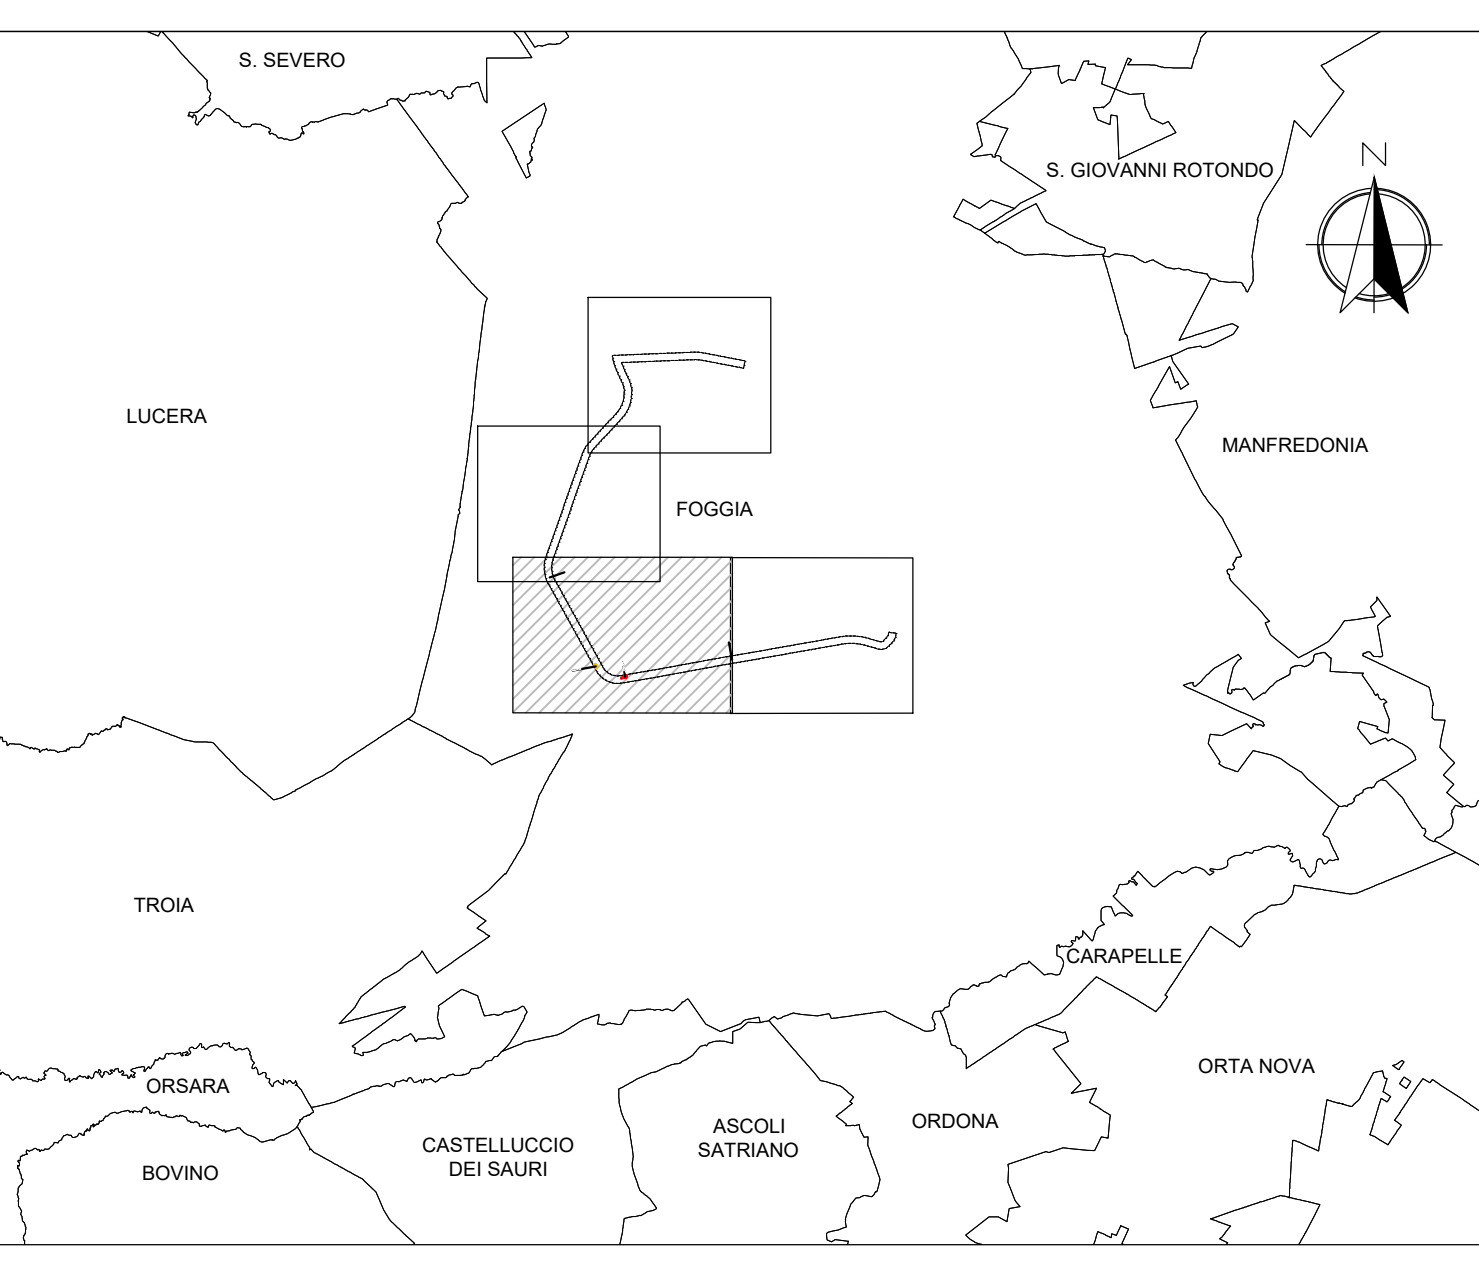 S. SEVERO
N
S. GIOVANNI ROTONDO
LUCERA
MANFREDONIA
FOGGIA
TROIA
CARAPELLE
ORTA NOVA
ORSARA
ASCOLI
SATRIANO
ORDONA
CASTELLUCCIO
DEI SAURI
BOVINO